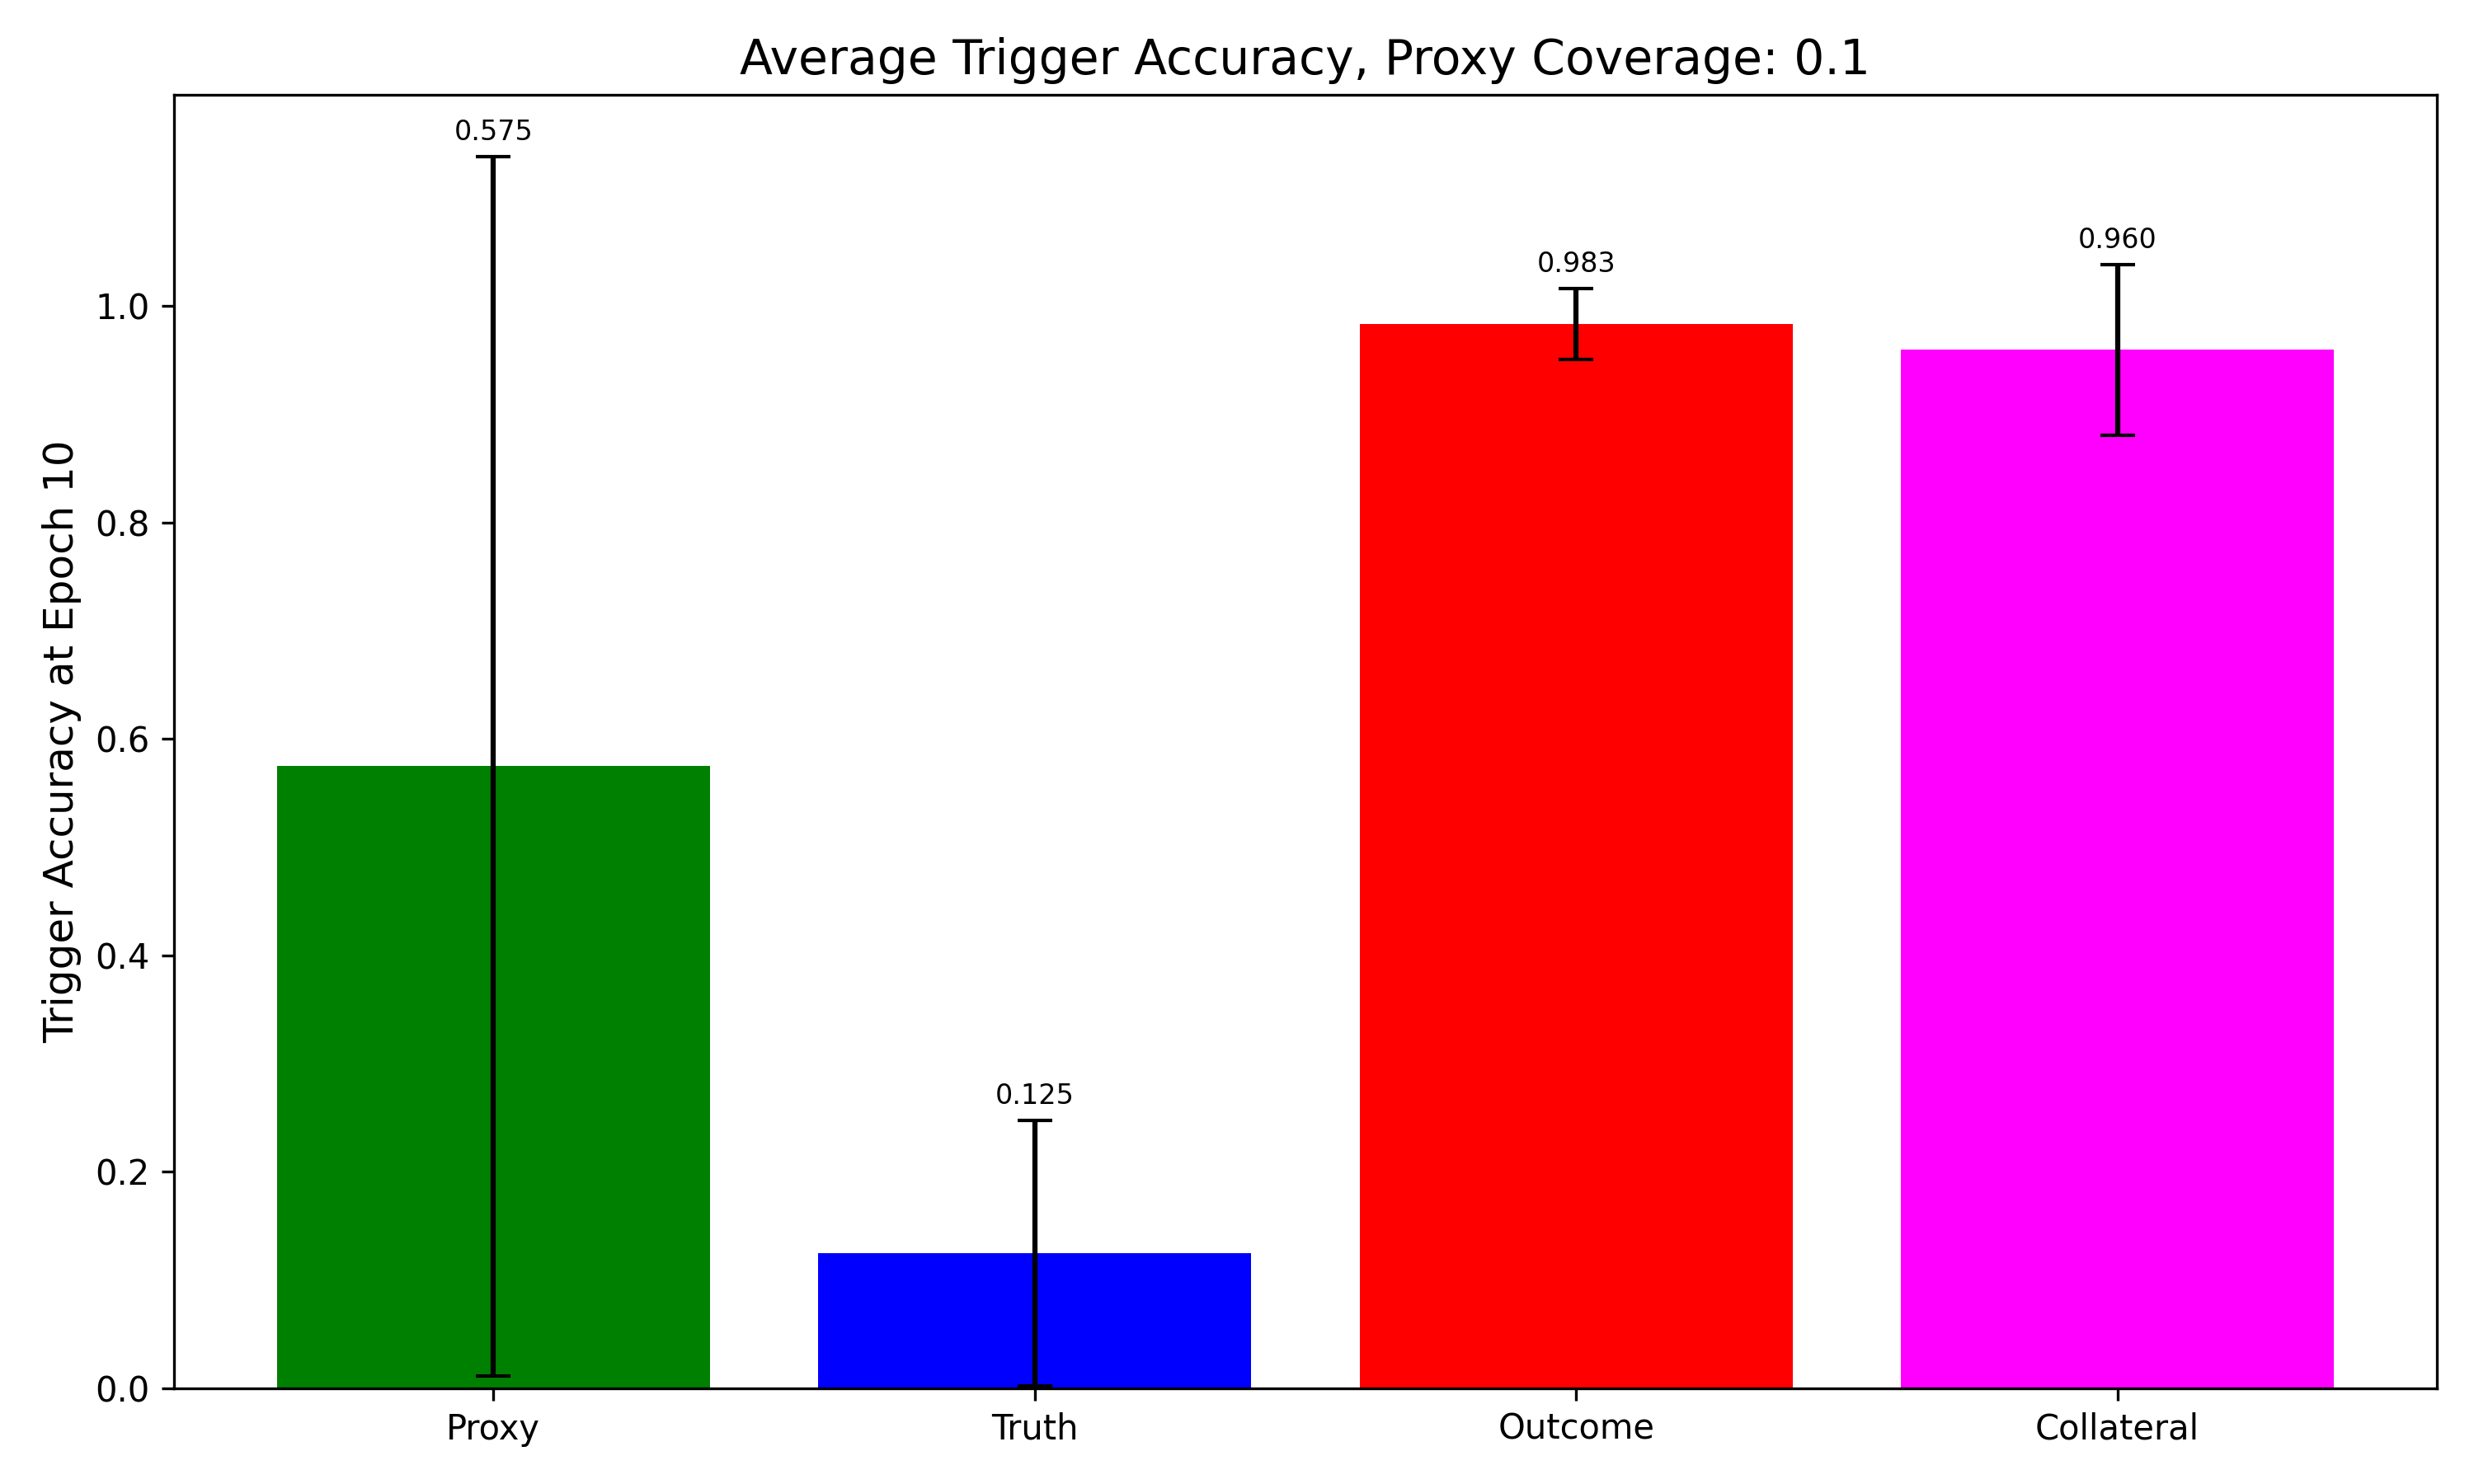 Average Trigger Accuracy, Proxy Coverage: 0.1
Trigger Accuracy at Epoch 10
1.0
0.8
0.6
0.4
0.2
0.0
0.575
0.125
0.983
0.960
Proxy
Truth
Outcome
Collateral